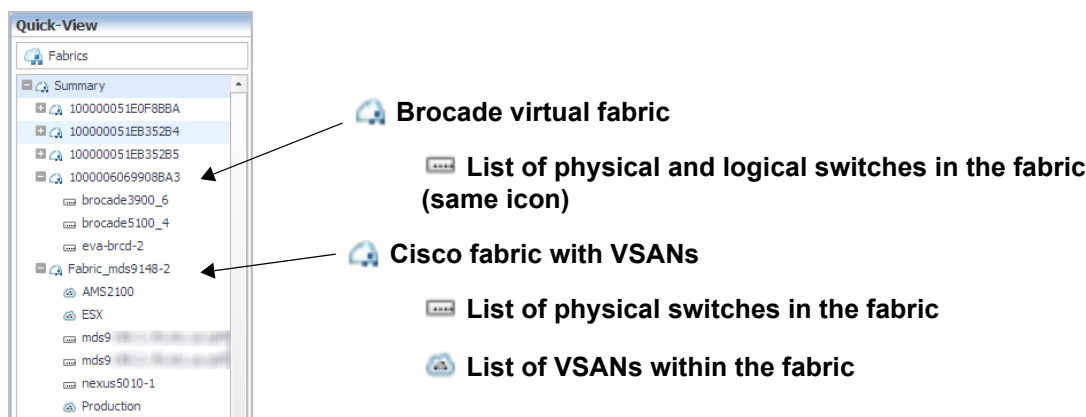 Quick-View
Fabrics
Summary
100000051E0F8BBA
100000051EB352B4
100000051EB352B5
1000006069908BA3
brocade3900_6
brocade5100_4
eva-brcd-2
Fabric_mds9148-2
AMS2100
ESX
mds9
mds9
nexus5010-1
Production
Brocade virtual fabric
List of physical and logical switches in the fabric
(same icon)
Cisco fabric with VSANs
List of physical switches in the fabric
List of VSANs within the fabric